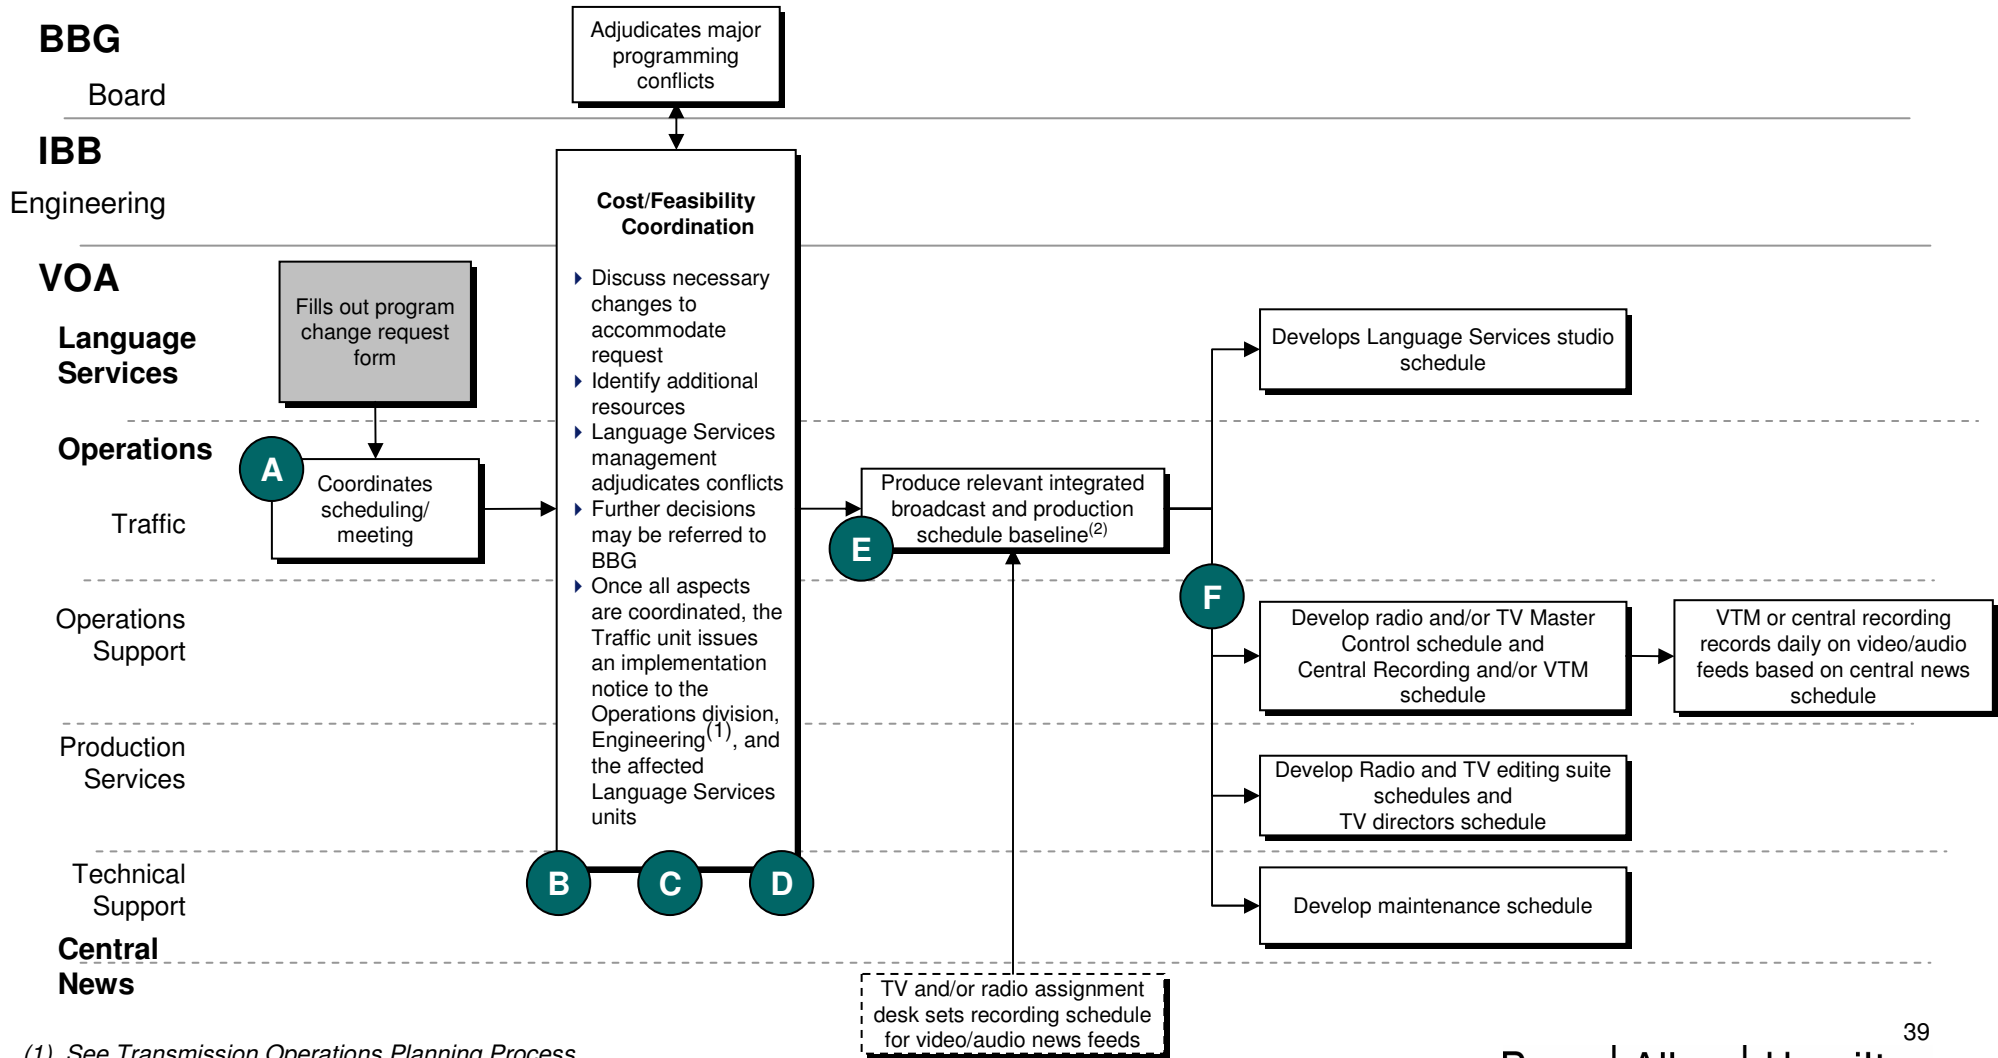 BBG
Board
Adjudicates major
programming
conflicts
IBB
Engineering
VOA
Language
Services
Fills out program
change request
form
Cost/Feasibility
Coordination
Discuss necessary
changes to
accommodate
request
Identify additional
resources
Language Services
management
adjudicates conflicts
Further decisions
may be referred to
BBG
Once all aspects
are coordinated, the
Traffic unit issues
an implementation
notice to the
Operations division,
Engineering(1), and
the affected
Language Services
units
Develops Language Services studio
schedule
Operations
Traffic
A
Coordinates
scheduling/
meeting
Produce relevant integrated
broadcast and production
schedule baseline(2)
E
F
Operations
Support
Develop radio and/or TV Master
Control schedule and
Central Recording and/or VTM
schedule
VTM or central recording
records daily on video/audio
feeds based on central news
schedule
Production
Services
Develop Radio and TV editing suite
schedules and
TV directors schedule
Technical
Support
B
C
D
Develop maintenance schedule
Central
News
TV and/or radio assignment
desk sets recording schedule
for video/audio news feeds
39
(1) See Transmission Operations Planning Process